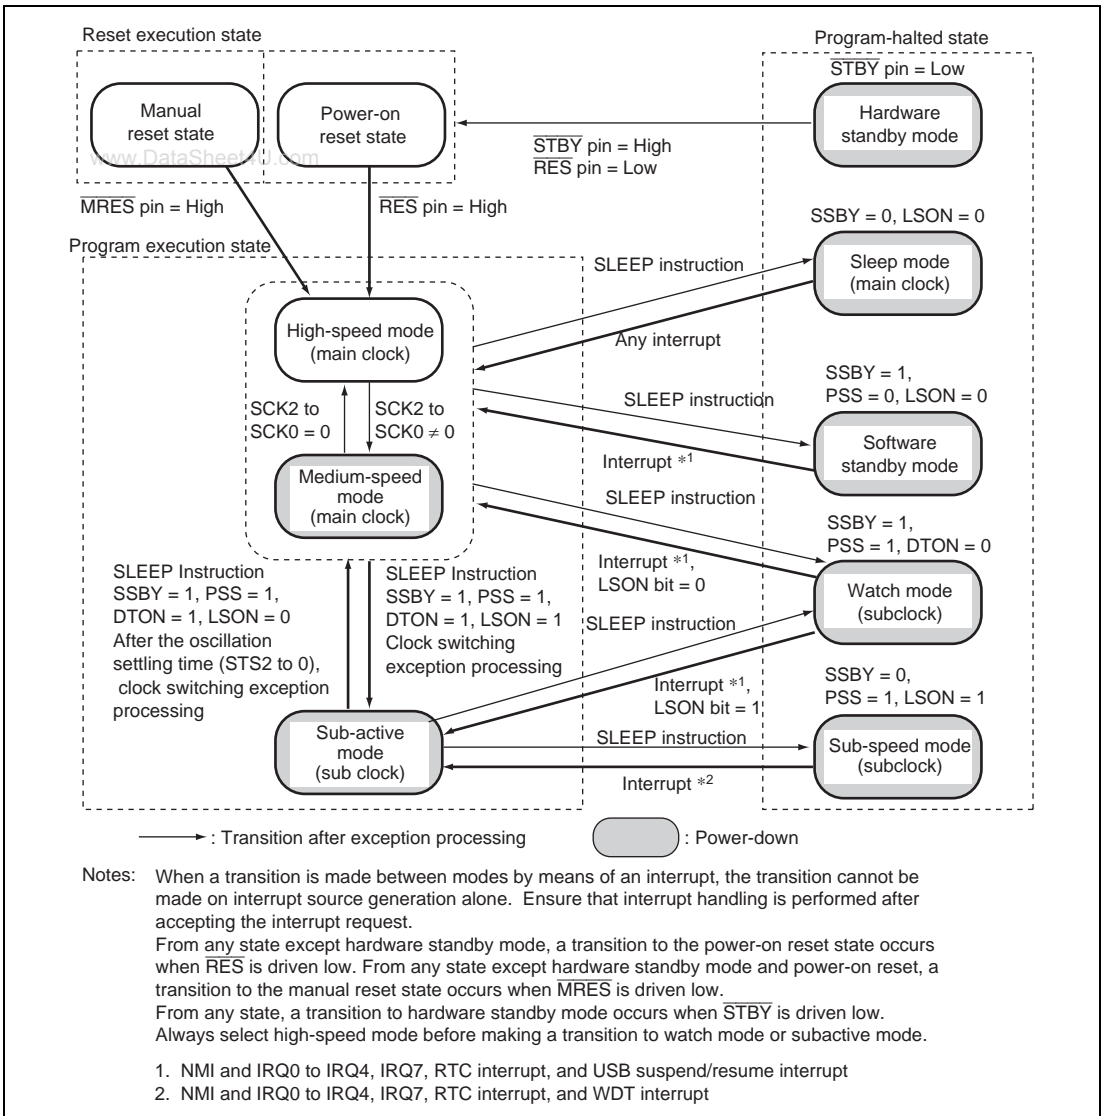 Reset execution state
Program-halted state
STBY pin = Low
Manual
reset state
Power-on
reset state
Hardware
standby mode
www.DataSheet4U.com
STBY pin = High
RES pin = Low
MRES pin = High
RES pin = High
SSBY = 0, LSON = 0
Program execution state
SLEEP instruction
Sleep mode
(main clock)
High-speed mode
(main clock)
Any interrupt
SSBY = 1,
PSS = 0, LSON = 0
SCK2 to
SCK0 = 0
SCK2 to
SCK0 ≠ 0
SLEEP instruction
Software
standby mode
Interrupt *1
Medium-speed
mode
(main clock)
SLEEP instruction
SSBY = 1,
PSS = 1, DTON = 0
Interrupt *1,
LSON bit = 0
Watch mode
(subclock)
SLEEP Instruction
SSBY = 1, PSS = 1,
DTON = 1, LSON = 0
After the oscillation
settling time (STS2 to 0),
clock switching exception
processing
SLEEP Instruction
SSBY = 1, PSS = 1,
DTON = 1, LSON = 1
Clock switching
exception processing
SLEEP instruction
Interrupt *1,
LSON bit = 1
SSBY = 0,
PSS = 1, LSON = 1
Sub-active
mode
(sub clock)
SLEEP instruction
Sub-speed mode
(subclock)
Interrupt *2
: Transition after exception processing
: Power-down
Notes: When a transition is made between modes by means of an interrupt, the transition cannot be
made on interrupt source generation alone. Ensure that interrupt handling is performed after
accepting the interrupt request.
From any state except hardware standby mode, a transition to the power-on reset state occurs
when RES is driven low. From any state except hardware standby mode and power-on reset, a
transition to the manual reset state occurs when MRES is driven low.
From any state, a transition to hardware standby mode occurs when STBY is driven low.
Always select high-speed mode before making a transition to watch mode or subactive mode.
1. NMI and IRQ0 to IRQ4, IRQ7, RTC interrupt, and USB suspend/resume interrupt
2. NMI and IRQ0 to IRQ4, IRQ7, RTC interrupt, and WDT interrupt